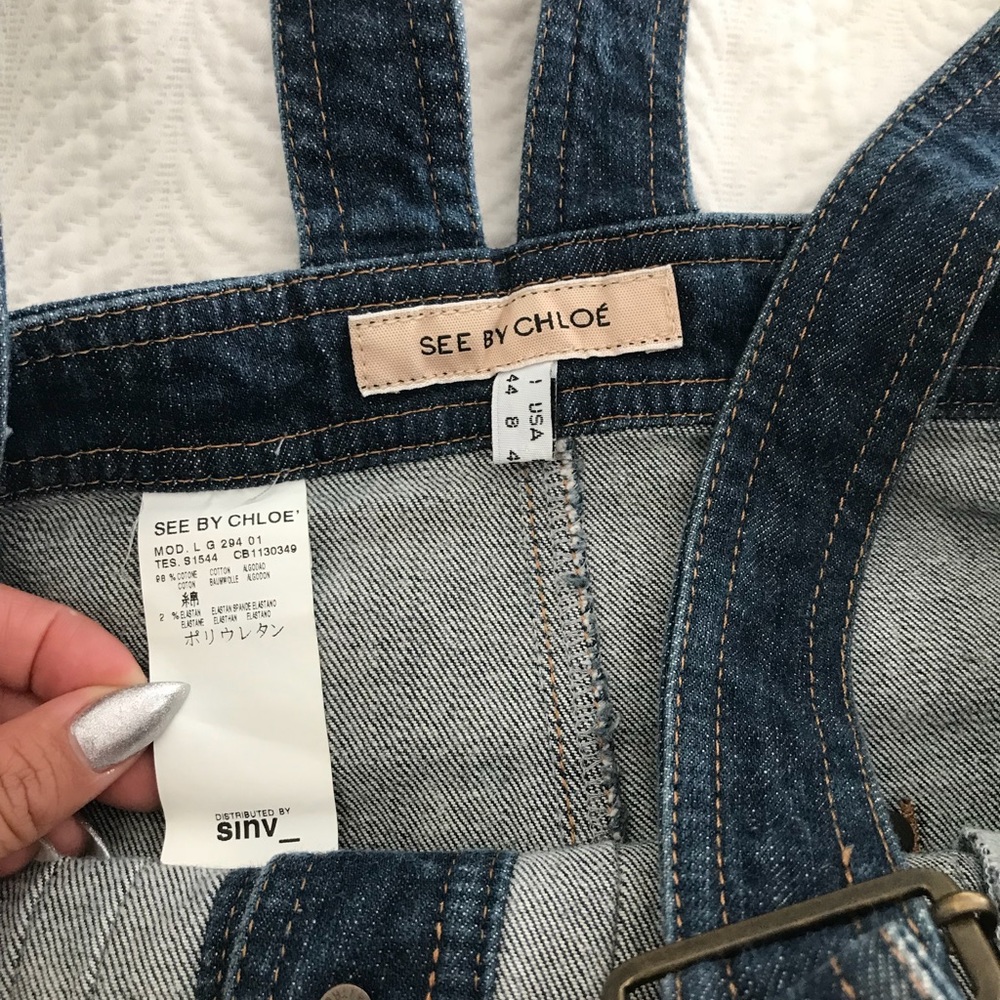 SEE BY CHLOÉ
I USA
44 8 4
SEE BY CHLOE'
MOD. L G 294 01
TES. S1544 CB1130349
98 % COTONE COTTON ALGODAO
COTON BAUMWOLLE ALGODON
綿
2 % ELASTAN ELASTAN ELASTANO
ELASTANE ELASTHAN ELASTANO
ポリウレタン
DISTRIBUTED BY
sinv_